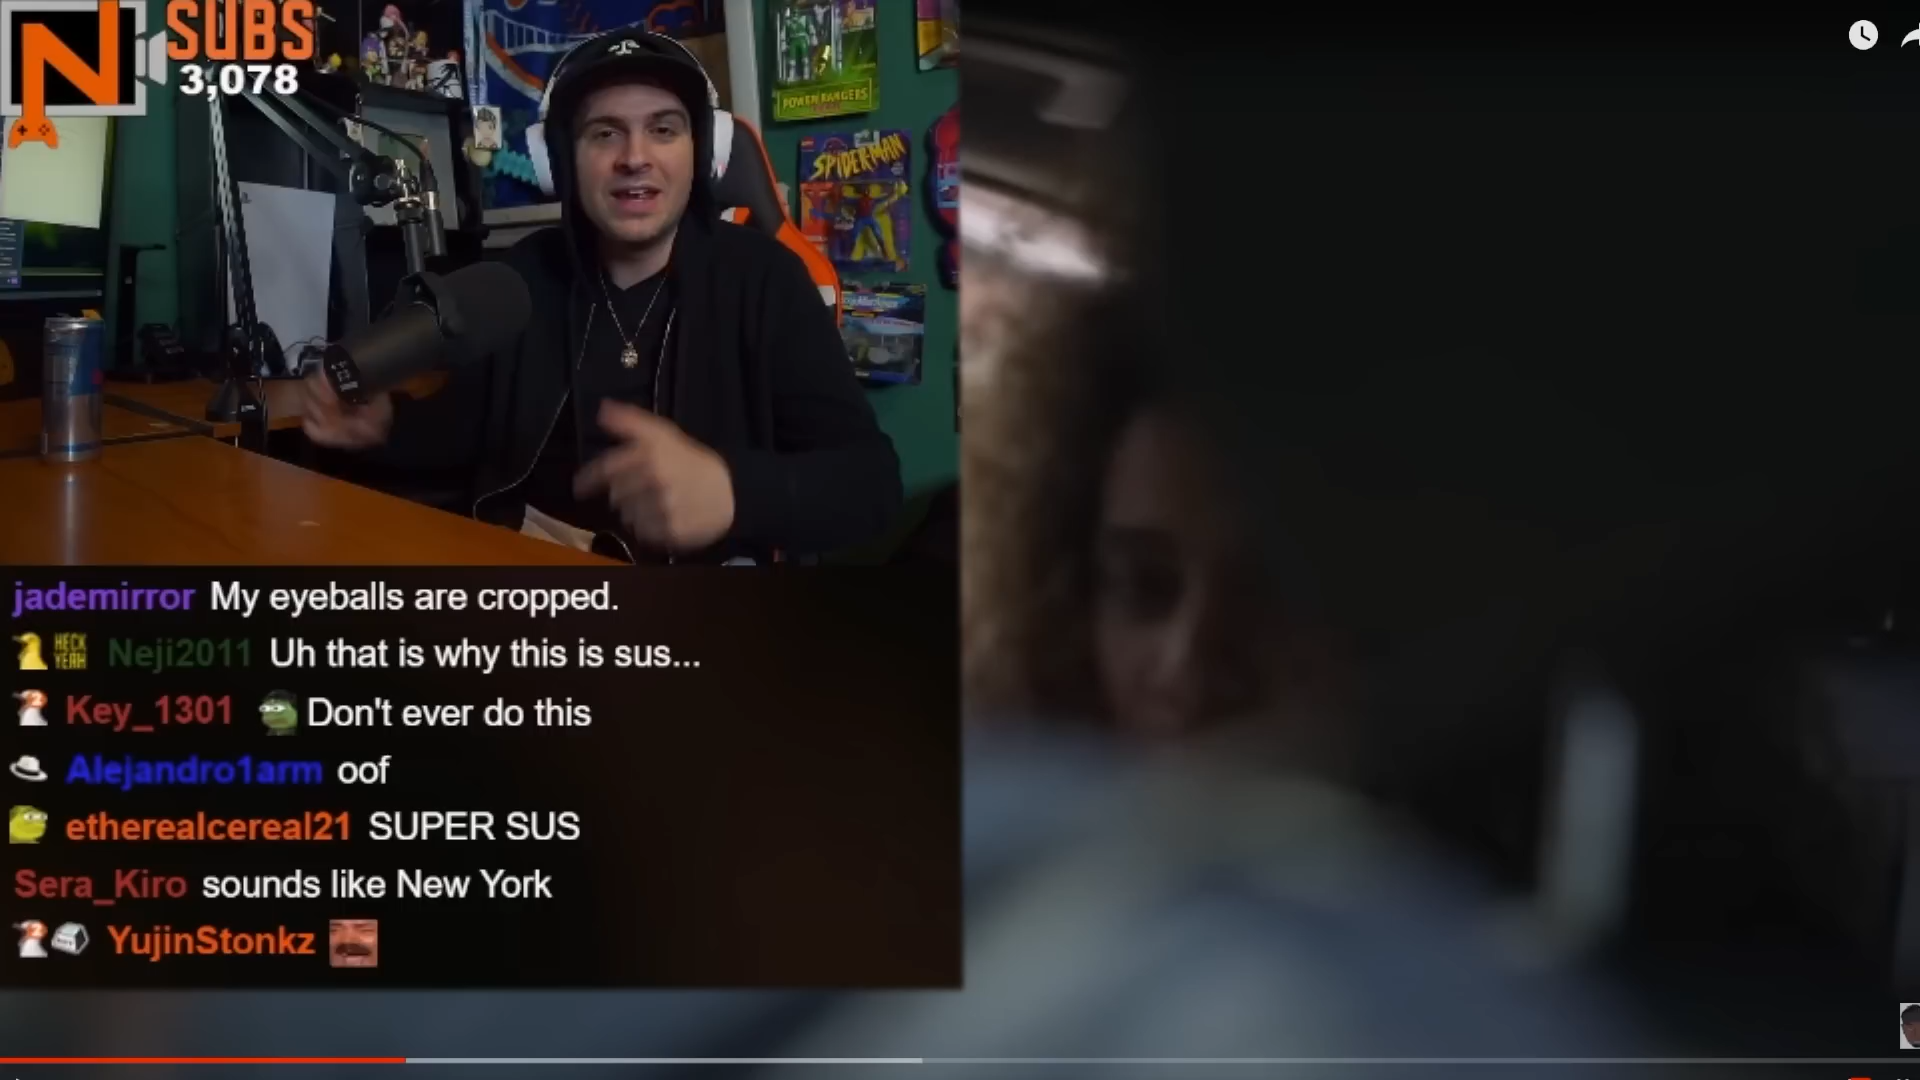 N
SUBS
3,078
POWER RANGERS
SPIDER-MAN
jademirror My eyeballs are cropped.
HECK YEAH Neji2011 Uh that is why this is sus...
2 Key_1301 Don't ever do this
Alejandro1arm oof
etherealcereal21 SUPER SUS
Sera_Kiro sounds like New York
2 YujinStonkz